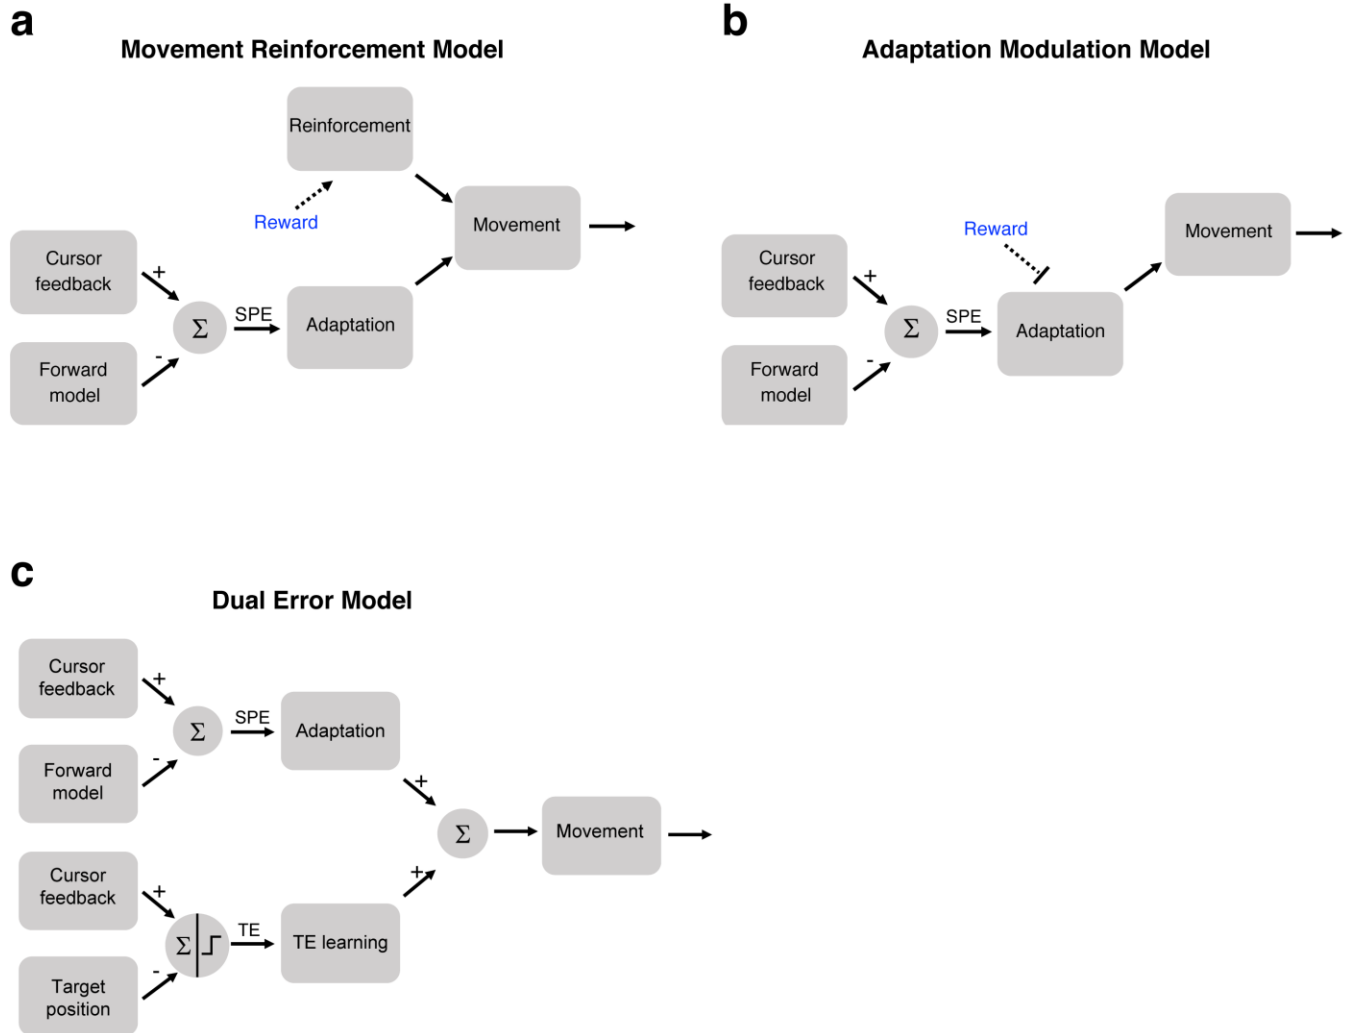 a
Movement Reinforcement Model
Reinforcement
Reward
Movement
Cursor
feedback
+
Σ
SPE
Adaptation
-
Forward
model
b
Adaptation Modulation Model
Reward
Movement
Cursor
feedback
+
Σ
SPE
Adaptation
-
Forward
model
c
Dual Error Model
Cursor
feedback
+
Σ
SPE
Adaptation
-
Forward
model
+
Σ
Movement
Cursor
feedback
+
+
Σ
TE
TE learning
-
Target
position